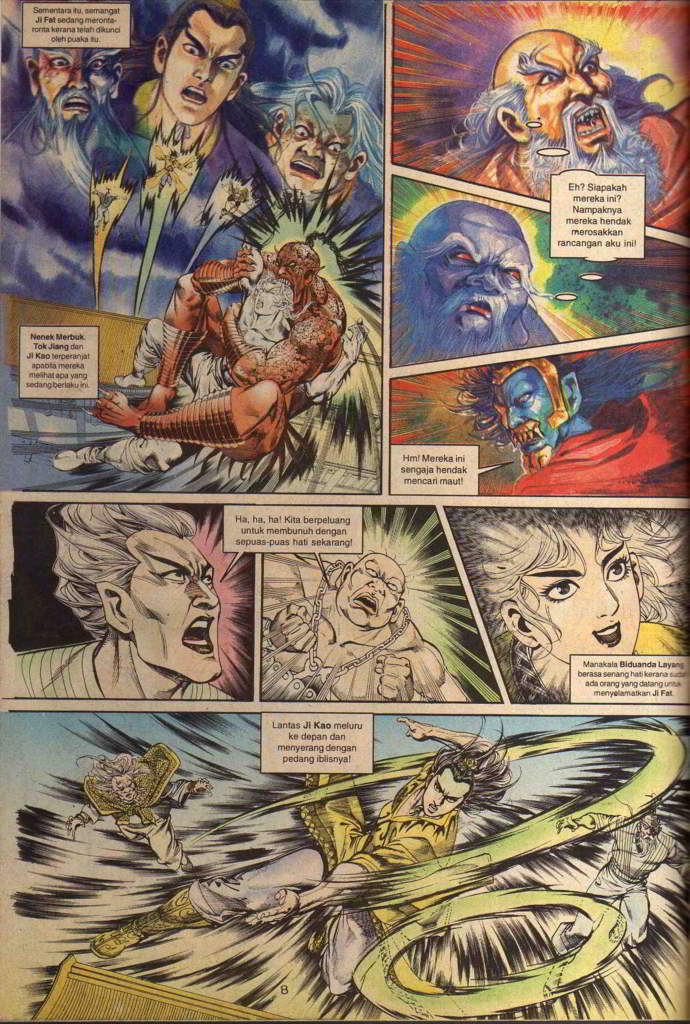 Sementara itu, semangat
Ji Fat sedang meronta-
ronta kerana telah dikunci
oleh puaka itu.
Nenek Merbuk,
Tok Jiang dan
Ji Kao terperanjat
apabila mereka
melihat apa yang
sedang berlaku ini.
Eh? Siapakah
mereka ini?
Nampaknya
mereka hendak
merosakkan
rancangan aku ini!
Hm! Mereka ini
sengaja hendak
mencari maut!
Ha, ha, ha! Kita berpeluang
untuk membunuh dengan
sepuas-puas hati sekarang!
Manakala Biduanda Layang
berasa senang hati kerana sudah
ada orang yang datang untuk
menyelamatkan Ji Fat.
Lantas Ji Kao meluru
ke depan dan
menyerang dengan
pedang iblisnya!
8